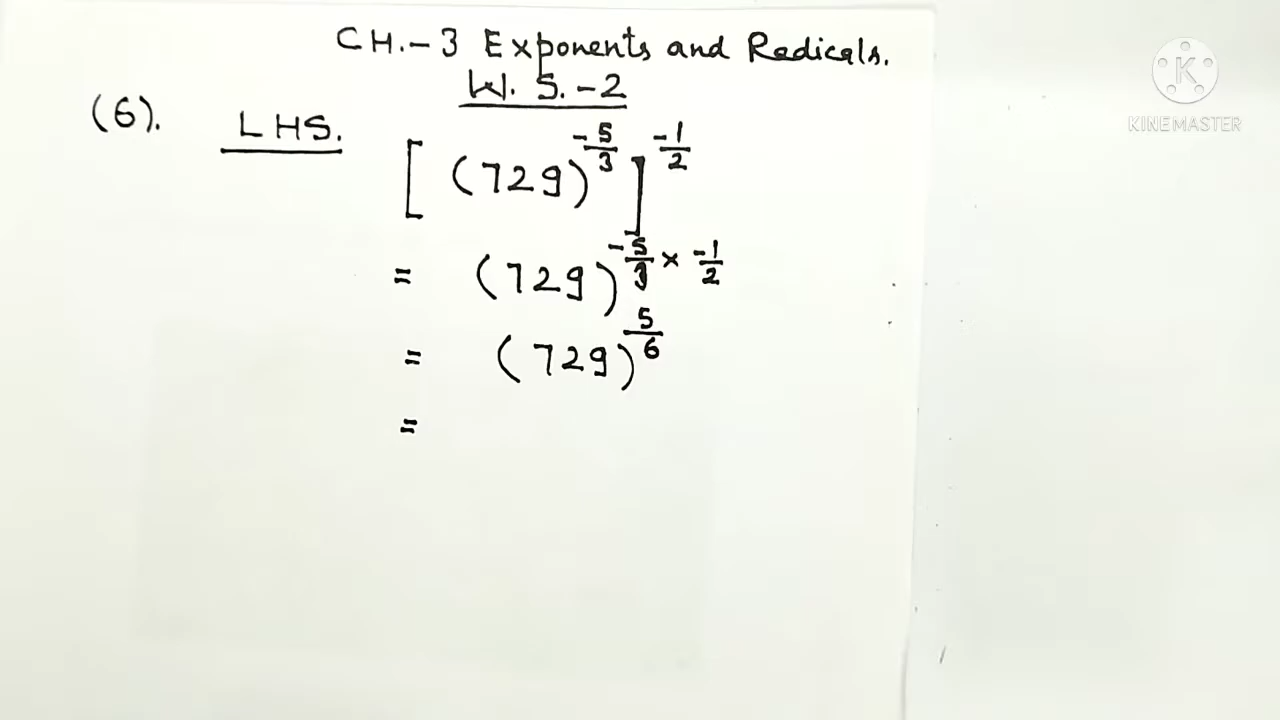 CH.-3 Exponents and Radicals.
W. S.-2
(6). LHS. [(729)^(-5/3)]^(-1/2)
= (729)^(-5/3 × -1/2)
= (729)^(5/6)
=
K
KINEMASTER